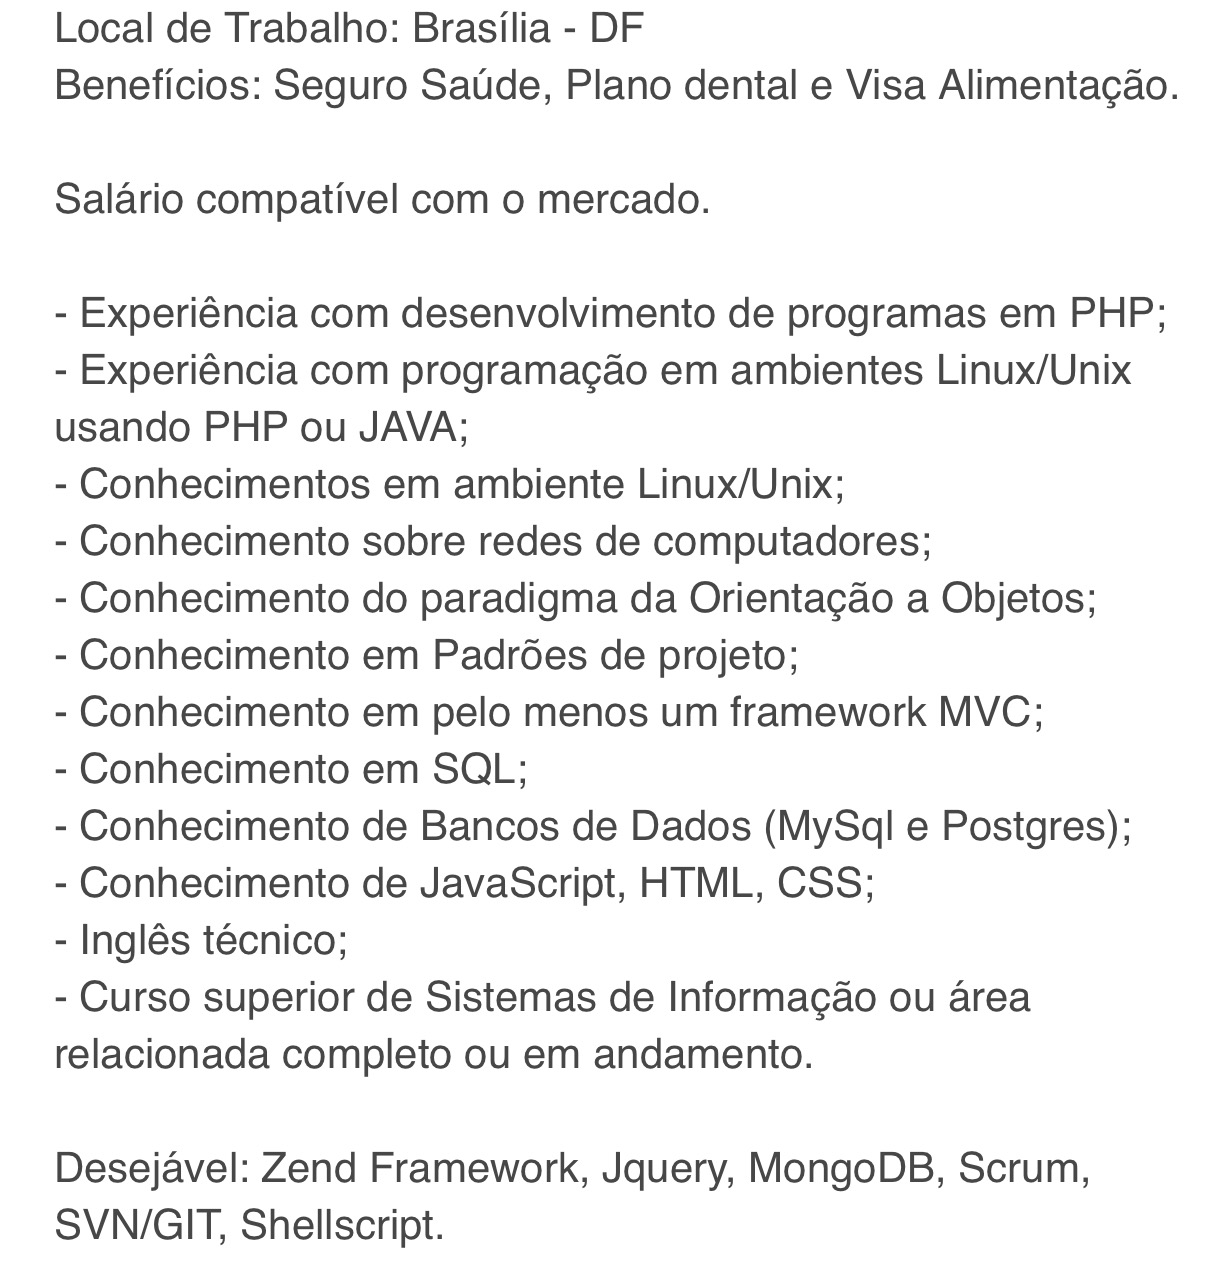 Local de Trabalho: Brasília - DF
Benefícios: Seguro Saúde, Plano dental e Visa Alimentação.
Salário compatível com o mercado.
- Experiência com desenvolvimento de programas em PHP;
- Experiência com programação em ambientes Linux/Unix
usando PHP ou JAVA;
- Conhecimentos em ambiente Linux/Unix;
- Conhecimento sobre redes de computadores;
- Conhecimento do paradigma da Orientação a Objetos;
- Conhecimento em Padrões de projeto;
- Conhecimento em pelo menos um framework MVC;
- Conhecimento em SQL;
- Conhecimento de Bancos de Dados (MySql e Postgres);
- Conhecimento de JavaScript, HTML, CSS;
- Inglês técnico;
- Curso superior de Sistemas de Informação ou área
relacionada completo ou em andamento.
Desejável: Zend Framework, Jquery, MongoDB, Scrum,
SVN/GIT, Shellscript.